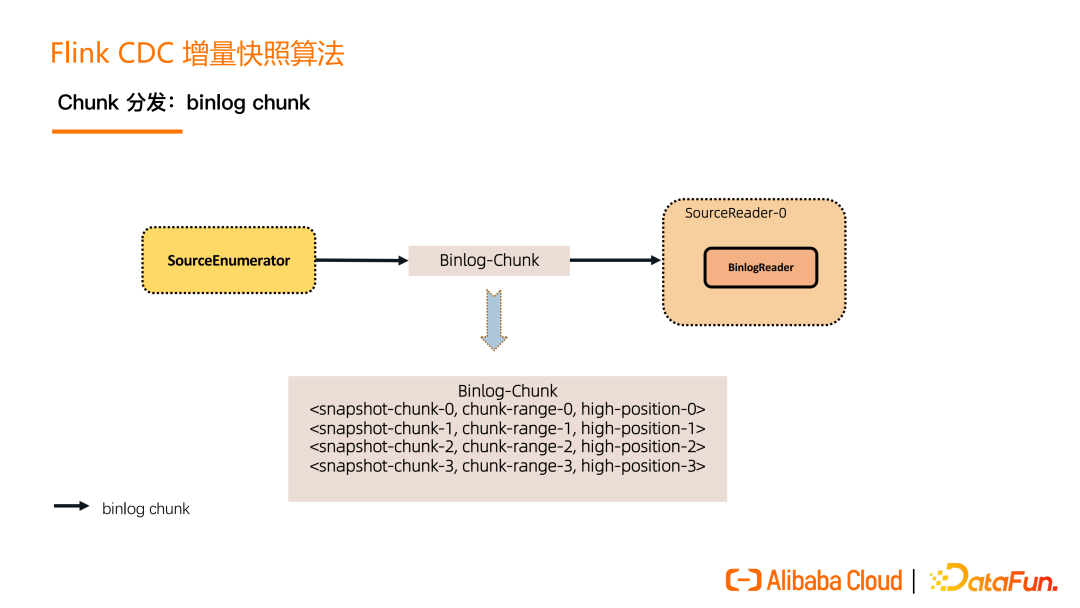 Flink CDC 增量快照算法
Chunk 分发：binlog chunk
SourceEnumerator
Binlog-Chunk
SourceReader-0
BinlogReader
Binlog-Chunk
<snapshot-chunk-0, chunk-range-0, high-position-0>
<snapshot-chunk-1, chunk-range-1, high-position-1>
<snapshot-chunk-2, chunk-range-2, high-position-2>
<snapshot-chunk-3, chunk-range-3, high-position-3>
binlog chunk
Alibaba Cloud | DataFun.